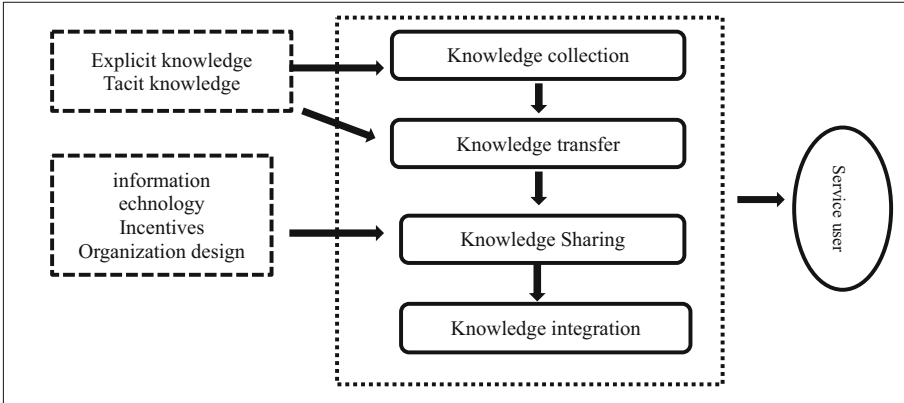 Explicit knowledge
Tacit knowledge
information
echnology
Incentives
Organization design
Knowledge collection
Knowledge transfer
Knowledge Sharing
Knowledge integration
Service user